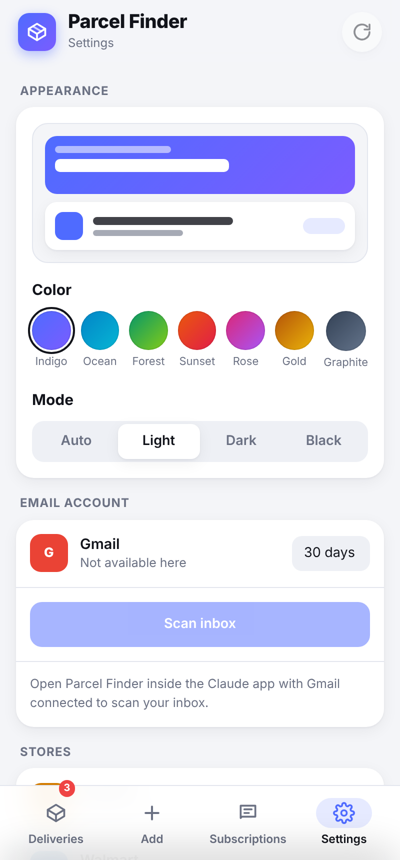 Parcel Finder
Settings
APPEARANCE
Color
Indigo
Ocean
Forest
Sunset
Rose
Gold
Graphite
Mode
Auto
Light
Dark
Black
EMAIL ACCOUNT
G
Gmail
Not available here
30 days
Scan inbox
Open Parcel Finder inside the Claude app with Gmail
connected to scan your inbox.
STORES
3
Deliveries
Add
Subscriptions
Settings